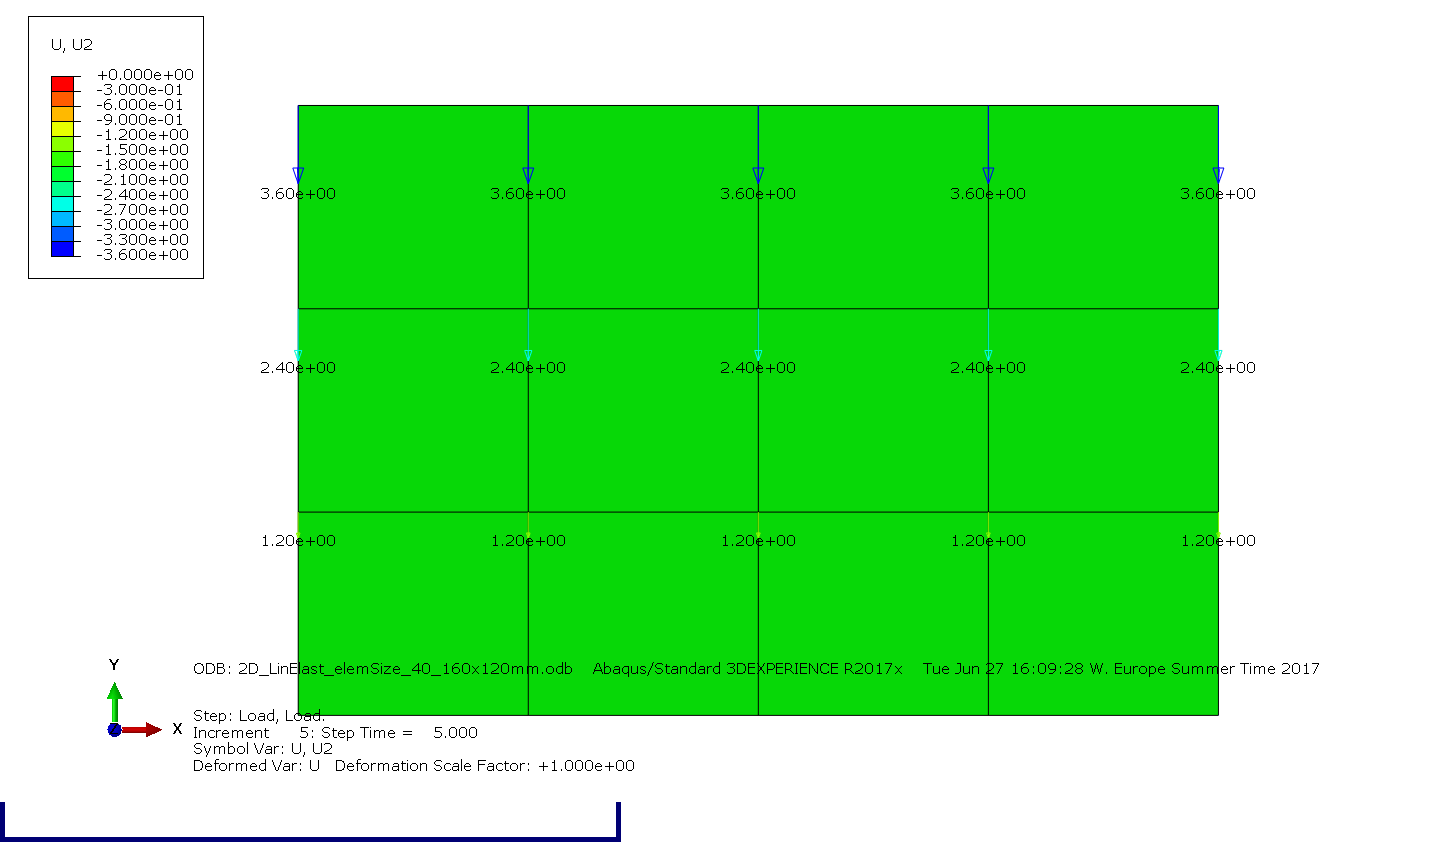 U, U2
+0.000e+00
-3.000e-01
-6.000e-01
-9.000e-01
-1.200e+00
-1.500e+00
-1.800e+00
-2.100e+00
-2.400e+00
-2.700e+00
-3.000e+00
-3.300e+00
-3.600e+00
3.60e+00 3.60e+00 3.60e+00 3.60e+00 3.60e+00
2.40e+00 2.40e+00 2.40e+00 2.40e+00 2.40e+00
1.20e+00 1.20e+00 1.20e+00 1.20e+00 1.20e+00
Y
X
ODB: 2D_LinElast_elemSize_40_160x120mm.odb Abaqus/Standard 3DEXPERIENCE R2017x Tue Jun 27 16:09:28 W. Europe Summer Time 2017
Step: Load, Load.
Increment 5: Step Time = 5.000
Symbol Var: U, U2
Deformed Var: U Deformation Scale Factor: +1.000e+00